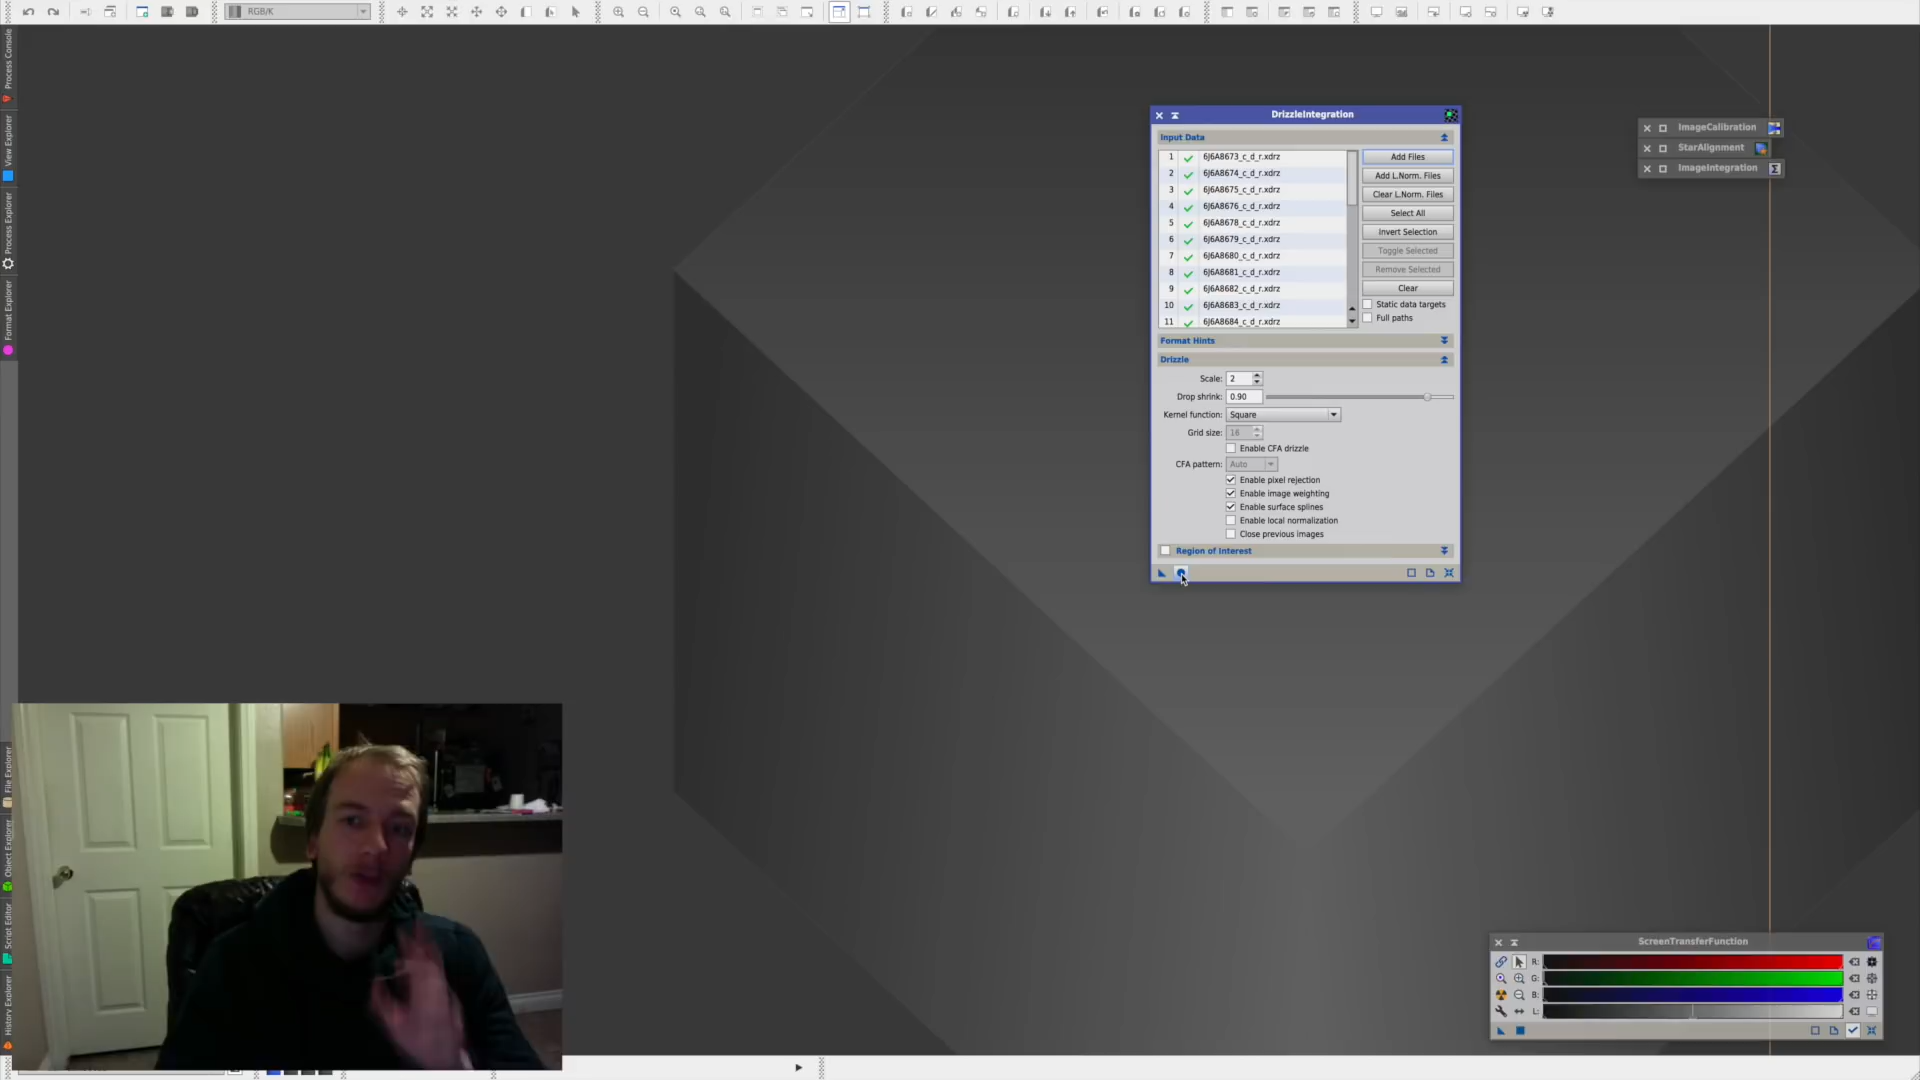 RGB/K
Process Console
View Explorer
Process Explorer
Format Explorer
File Explorer
Object Explorer
Script Editor
History Explorer
DrizzleIntegration
Input Data
1 6J6A8673_c_d_r.xdrz
2 6J6A8674_c_d_r.xdrz
3 6J6A8675_c_d_r.xdrz
4 6J6A8676_c_d_r.xdrz
5 6J6A8678_c_d_r.xdrz
6 6J6A8679_c_d_r.xdrz
7 6J6A8680_c_d_r.xdrz
8 6J6A8681_c_d_r.xdrz
9 6J6A8682_c_d_r.xdrz
10 6J6A8683_c_d_r.xdrz
11 6J6A8684_c_d_r.xdrz
Add Files
Add L.Norm. Files
Clear L.Norm. Files
Select All
Invert Selection
Toggle Selected
Remove Selected
Clear
Static data targets
Full paths
Format Hints
Drizzle
Scale: 2
Drop shrink: 0.90
Kernel function: Square
Grid size: 16
Enable CFA drizzle
CFA pattern: Auto
Enable pixel rejection
Enable image weighting
Enable surface splines
Enable local normalization
Close previous images
Region of Interest
ImageCalibration
StarAlignment
ImageIntegration
ScreenTransferFunction
R:
G:
B:
L: